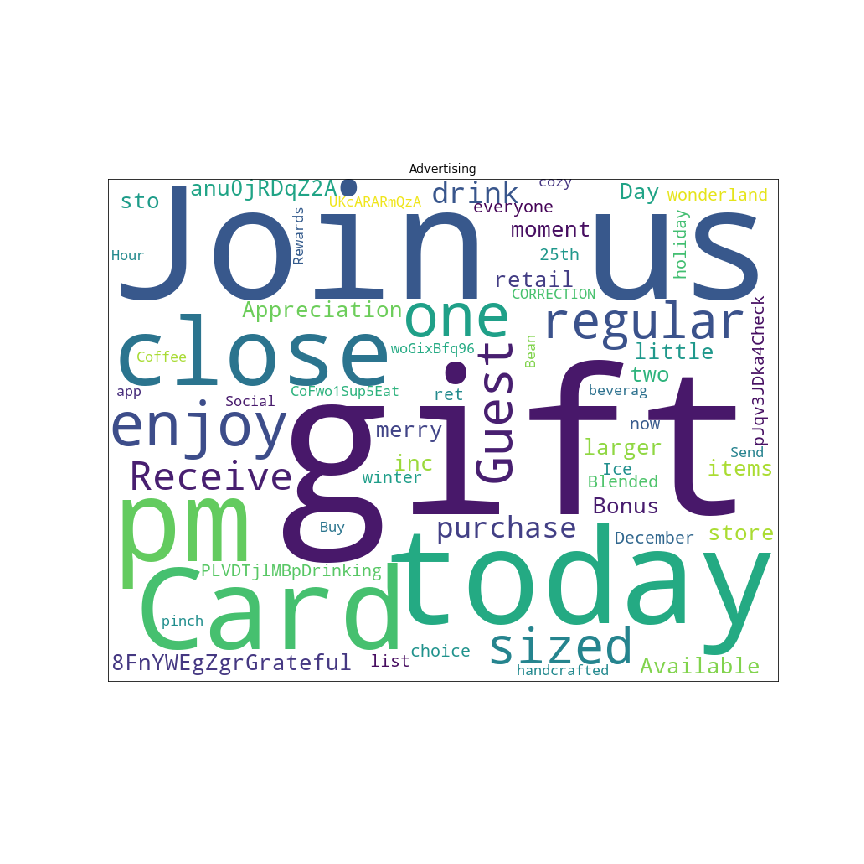 Advertising
cozy
sto
anuOjRDqZ2A
UKcARARmQzA
drink
everyone
Day
wonderland
Join us
Rewards
moment
holiday
Hour
25th
retail
CORRECTION
Appreciation
one
regular
pJqv3JDka4Check
close
Coffee
woGixBfq96
Bean
little
app
CoFwo1Sup5Eat
Social
ret
Guest
two
beverag
gift
enjoy
merry
now
larger
Send
Receive
inc
winter
Ice
Blended
items
pm
Buy
purchase
Bonus
December
store
PLVDTjlMBpDrinking
Card
today
pinch
8FnYWEgZgrGrateful
list
choice
sized
handcrafted
Available